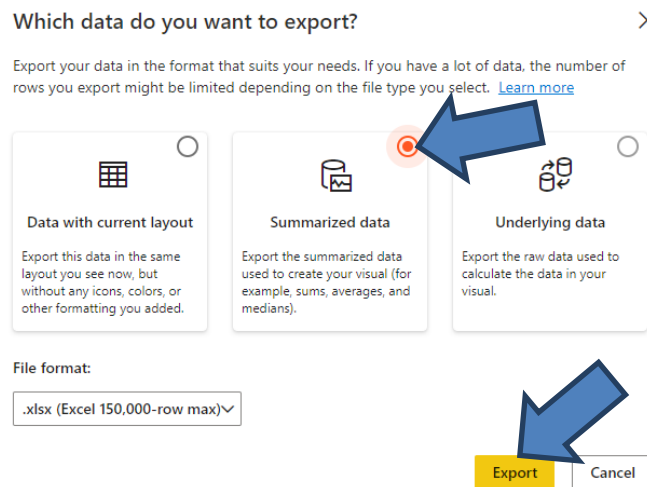 Which data do you want to export?
Export your data in the format that suits your needs. If you have a lot of data, the number of
rows you export might be limited depending on the file type you select. Learn more
Data with current layout
Export this data in the same
layout you see now, but
without any icons, colors, or
other formatting you added.
Summarized data
Export the summarized data
used to create your visual (for
example, sums, averages, and
medians).
Underlying data
Export the raw data used to
calculate the data in your
visual.
File format:
.xlsx (Excel 150,000-row max)
Export
Cancel